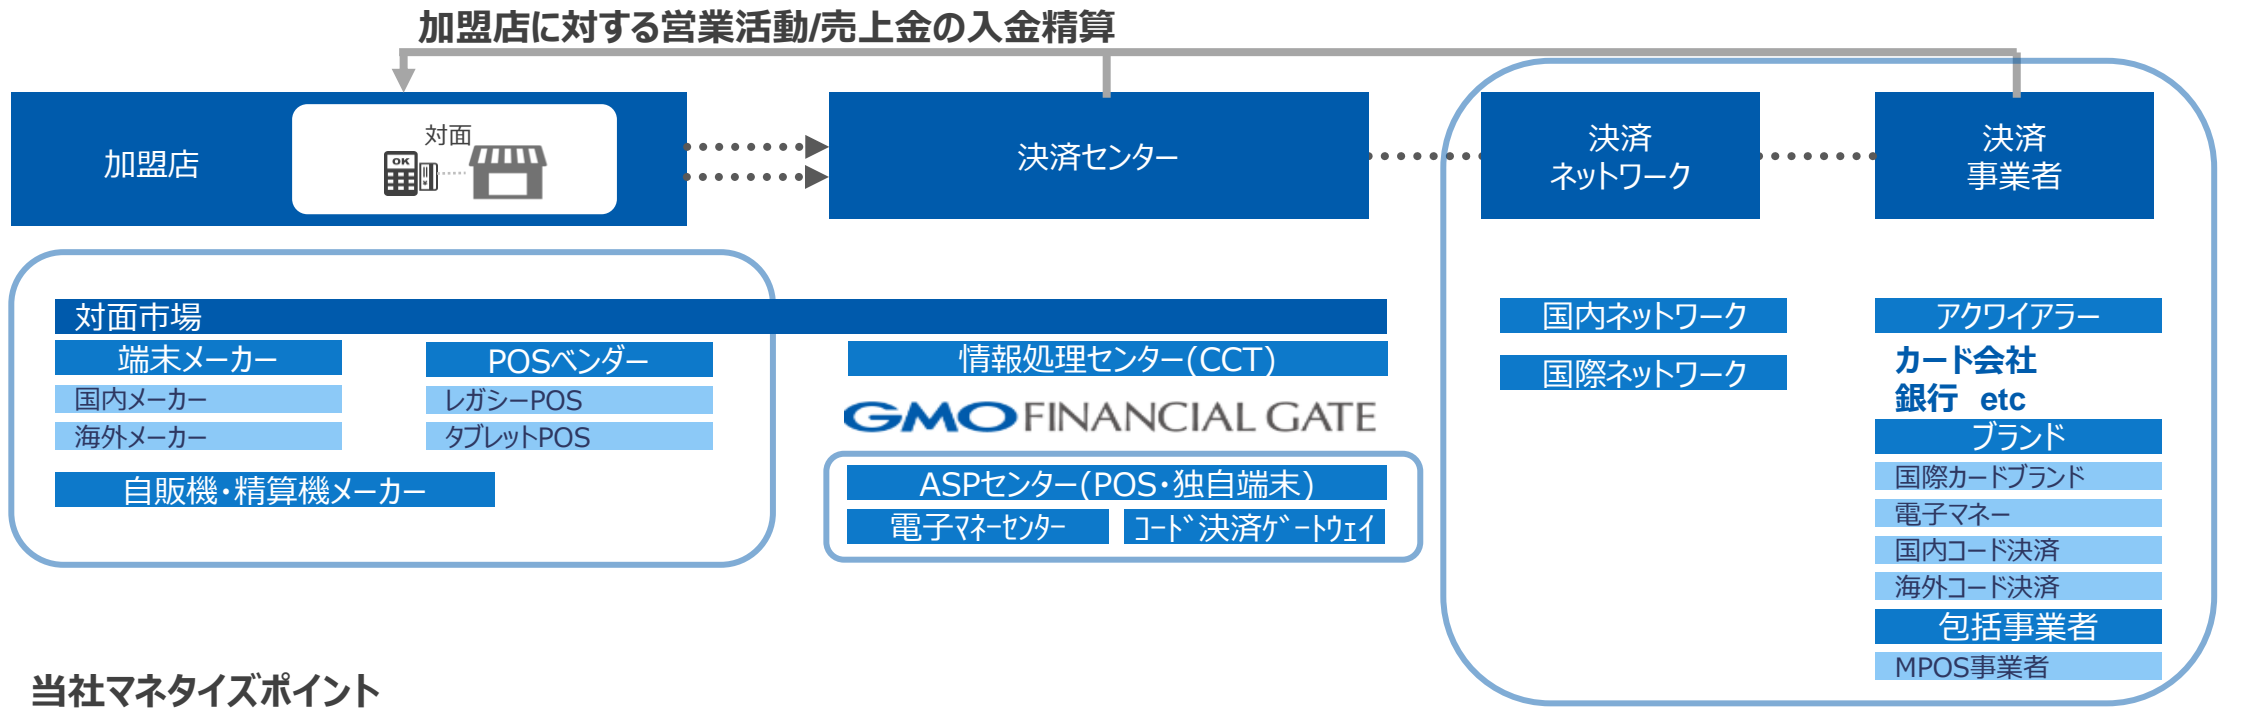 加盟店に対する営業活動/売上金の入金精算
加盟店
対面
OK
決済センター
決済
ネットワーク
決済
事業者
対面市場
端末メーカー
国内メーカー
海外メーカー
POSベンダー
レガシーPOS
タブレットPOS
自販機・精算機メーカー
情報処理センター(CCT)
GMO FINANCIAL GATE
ASPセンター(POS・独自端末)
電子ﾏﾈｰｾﾝﾀｰ
ｺｰﾄﾞ決済ｹﾞｰﾄｳｪｲ
国内ネットワーク
国際ネットワーク
アクワイアラー
カード会社
銀行 etc
ブランド
国際カードブランド
電子マネー
国内コード決済
海外コード決済
包括事業者
MPOS事業者
当社マネタイズポイント